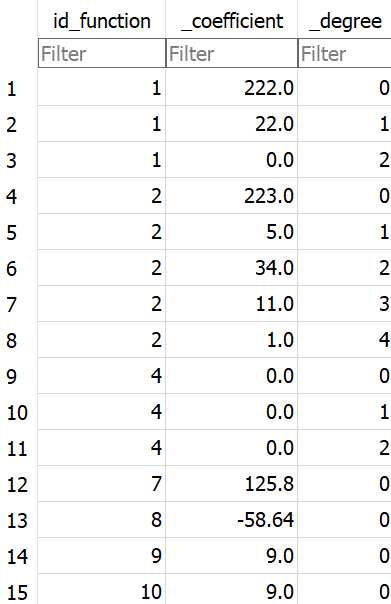 id_function _coefficient _degree
Filter Filter Filter
1 1 222.0 0
2 1 22.0 1
3 1 0.0 2
4 2 223.0 0
5 2 5.0 1
6 2 34.0 2
7 2 11.0 3
8 2 1.0 4
9 4 0.0 0
10 4 0.0 1
11 4 0.0 2
12 7 125.8 0
13 8 -58.64 0
14 9 9.0 0
15 10 9.0 0